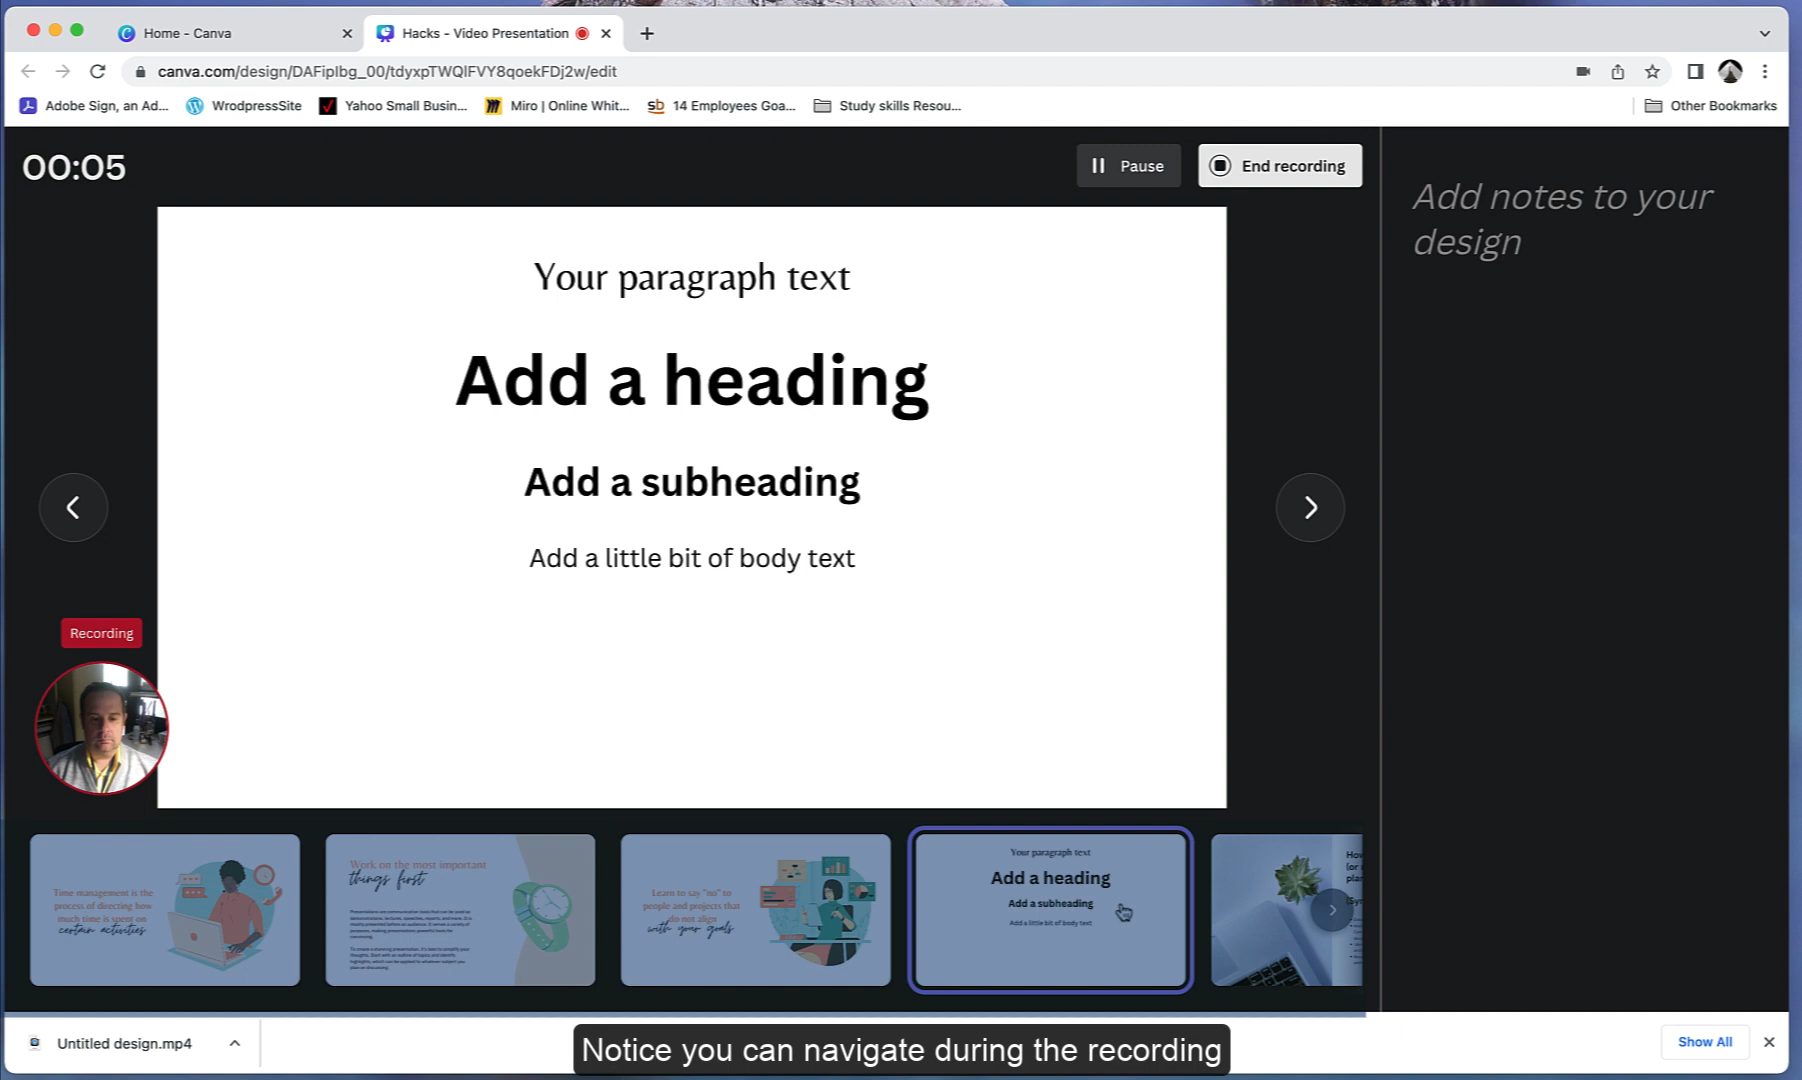 Home - Canva
Hacks - Video Presentation
canva.com/design/DAFipIbg_00/tdyxpTWQIFVY8qoekFDj2w/edit
Adobe Sign, an Ad...
WrodpressSite
Yahoo Small Busin...
Miro | Online Whit...
sb
14 Employees Goa...
Study skills Resou...
Other Bookmarks
00:05
Pause
End recording
Add notes to your
design
Your paragraph text
Add a heading
Add a subheading
Add a little bit of body text
Recording
Time management is the
process of directing how
much time is spent on
certain activities
Work on the most important
things first
Learn to say "no" to
people and projects that
do not align
with your goals
Your paragraph text
Add a heading
Add a subheading
Add a little bit of body text
Untitled design.mp4
Notice you can navigate during the recording
Show All